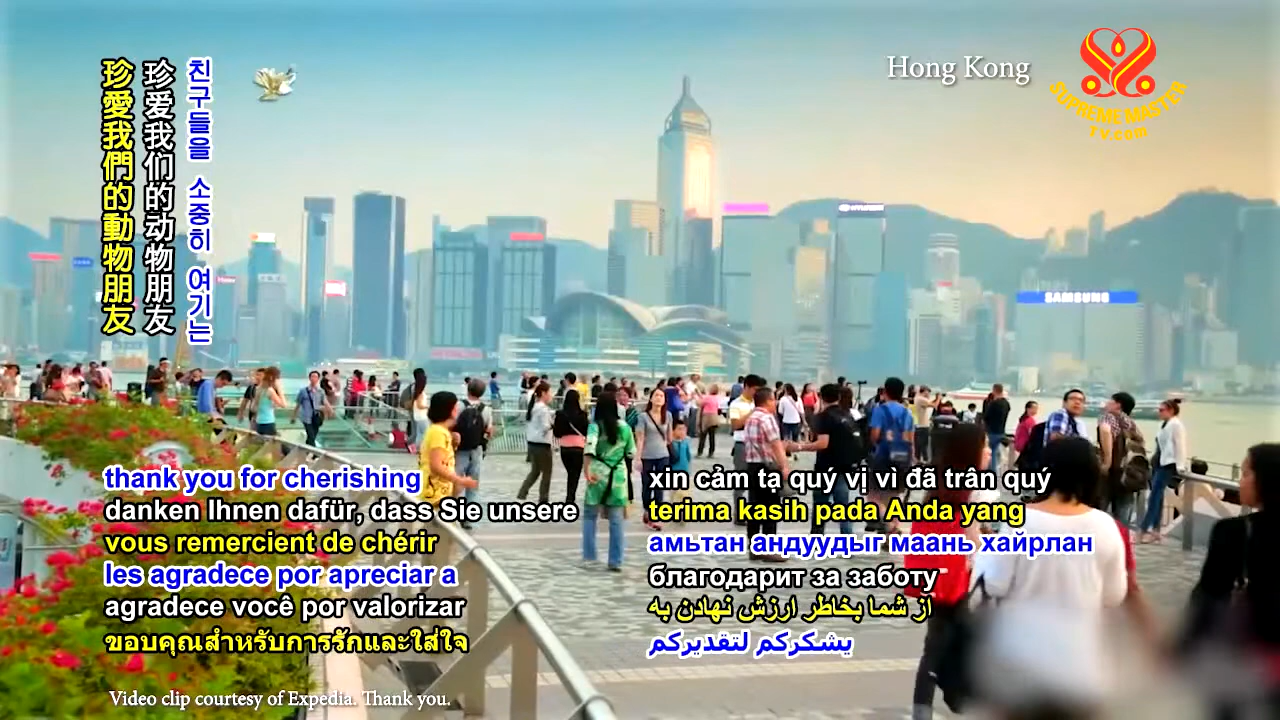 珍愛我們的動物朋友
珍爱我们的动物朋友
친구들을 소중히 여기는
Hong Kong
SUPREME MASTER
TV.com
SAMSUNG
thank you for cherishing
danken Ihnen dafür, dass Sie unsere
vous remercient de chérir
les agradece por apreciar a
agradece você por valorizar
ขอบคุณสำหรับการรักและใส่ใจ
xin cảm tạ quý vị vì đã trân quý
terima kasih pada Anda yang
амьтан андуудыг маань хайрлан
благодарит за заботу
از شما بخاطر ارزش نهادن به
يشكركم لتقديركم
Video clip courtesy of Expedia. Thank you.